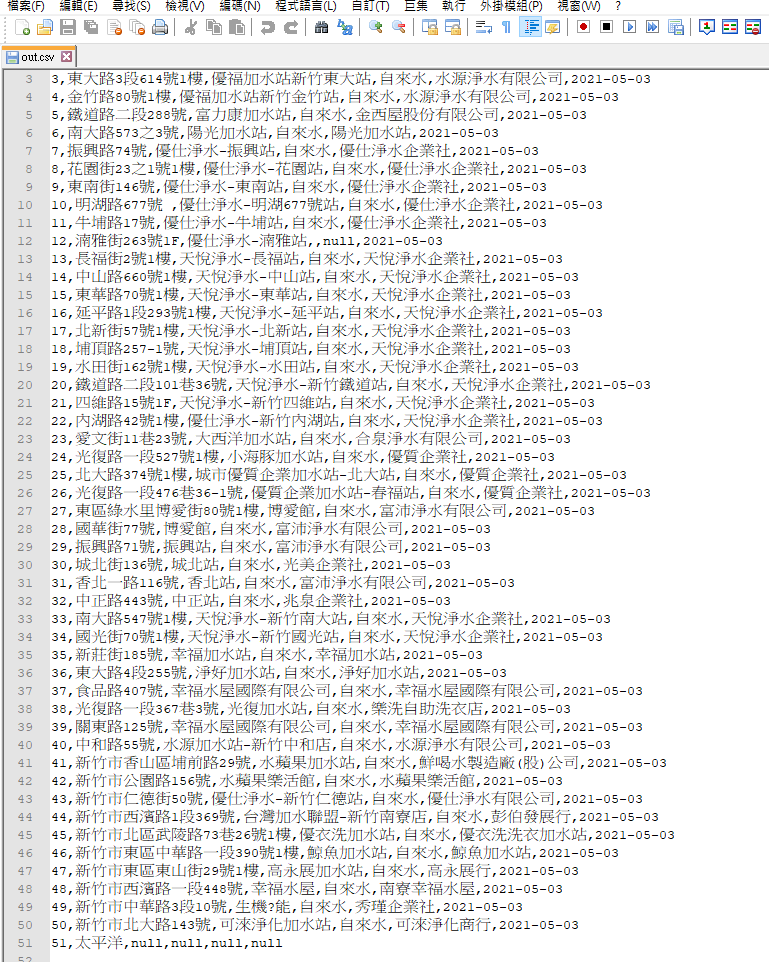 檔案(F) 編輯(E) 尋找(S) 檢視(V) 編碼(N) 程式語言(L) 自訂(T) 巨集 執行 外掛模組(P) 視窗(W) ?
out.csv
3 3,東大路3段614號1樓,優福加水站新竹東大站,自來水,水源淨水有限公司,2021-05-03
4 4,金竹路80號1樓,優福加水站新竹金竹站,自來水,水源淨水有限公司,2021-05-03
5 5,鐵道路二段288號,富力康加水站,自來水,金西屋股份有限公司,2021-05-03
6 6,南大路573之3號,陽光加水站,自來水,陽光加水站,2021-05-03
7 7,振興路74號,優仕淨水-振興站,自來水,優仕淨水企業社,2021-05-03
8 8,花園街23之1號1樓,優仕淨水-花園站,自來水,優仕淨水企業社,2021-05-03
9 9,東南街146號,優仕淨水-東南站,自來水,優仕淨水企業社,2021-05-03
10 10,明湖路677號 ,優仕淨水-明湖677號站,自來水,優仕淨水企業社,2021-05-03
11 11,牛埔路17號,優仕淨水-牛埔站,自來水,優仕淨水企業社,2021-05-03
12 12,湳雅街263號1F,優仕淨水-湳雅站,,null,2021-05-03
13 13,長福街2號1樓,天悅淨水-長福站,自來水,天悅淨水企業社,2021-05-03
14 14,中山路660號1樓,天悅淨水-中山站,自來水,天悅淨水企業社,2021-05-03
15 15,東華路70號1樓,天悅淨水-東華站,自來水,天悅淨水企業社,2021-05-03
16 16,延平路1段293號1樓,天悅淨水-延平站,自來水,天悅淨水企業社,2021-05-03
17 17,北新街57號1樓,天悅淨水-北新站,自來水,天悅淨水企業社,2021-05-03
18 18,埔頂路257-1號,天悅淨水-埔頂站,自來水,天悅淨水企業社,2021-05-03
19 19,水田街162號1樓,天悅淨水-水田站,自來水,天悅淨水企業社,2021-05-03
20 20,鐵道路二段101巷36號,天悅淨水-新竹鐵道站,自來水,天悅淨水企業社,2021-05-03
21 21,四維路15號1F,天悅淨水-新竹四維站,自來水,天悅淨水企業社,2021-05-03
22 22,內湖路42號1樓,優仕淨水-新竹內湖站,自來水,天悅淨水企業社,2021-05-03
23 23,愛文街11巷23號,大西洋加水站,自來水,合泉淨水有限公司,2021-05-03
24 24,光復路一段527號1樓,小海豚加水站,自來水,優質企業社,2021-05-03
25 25,北大路374號1樓,城市優質企業加水站-北大站,自來水,優質企業社,2021-05-03
26 26,光復路一段476巷36-1號,優質企業加水站-春福站,自來水,優質企業社,2021-05-03
27 27,東區綠水里博愛街80號1樓,博愛館,自來水,富沛淨水有限公司,2021-05-03
28 28,國華街77號,博愛館,自來水,富沛淨水有限公司,2021-05-03
29 29,振興路71號,振興站,自來水,富沛淨水有限公司,2021-05-03
30 30,城北街136號,城北站,自來水,光美企業社,2021-05-03
31 31,香北一路116號,香北站,自來水,富沛淨水有限公司,2021-05-03
32 32,中正路443號,中正站,自來水,兆泉企業社,2021-05-03
33 33,南大路547號1樓,天悅淨水-新竹南大站,自來水,天悅淨水企業社,2021-05-03
34 34,國光街70號1樓,天悅淨水-新竹國光站,自來水,天悅淨水企業社,2021-05-03
35 35,新莊街185號,幸福加水站,自來水,幸福加水站,2021-05-03
36 36,東大路4段255號,淨好加水站,自來水,淨好加水站,2021-05-03
37 37,食品路407號,幸福水屋國際有限公司,自來水,幸福水屋國際有限公司,2021-05-03
38 38,光復路一段367巷3號,光復加水站,自來水,樂洗自助洗衣店,2021-05-03
39 39,關東路125號,幸福水屋國際有限公司,自來水,幸福水屋國際有限公司,2021-05-03
40 40,中和路55號,水源加水站-新竹中和店,自來水,水源淨水有限公司,2021-05-03
41 41,新竹市香山區埔前路29號,水蘋果加水站,自來水,鮮喝水製造廠(股)公司,2021-05-03
42 42,新竹市公園路156號,水蘋果樂活館,自來水,水蘋果樂活館,2021-05-03
43 43,新竹市仁德街50號,優仕淨水-新竹仁德站,自來水,優仕淨水有限公司,2021-05-03
44 44,新竹市西濱路1段369號,台灣加水聯盟-新竹南寮店,自來水,彭伯發展行,2021-05-03
45 45,新竹市北區武陵路73巷26號1樓,優衣洗加水站,自來水,優衣洗洗衣加水站,2021-05-03
46 46,新竹市東區中華路一段390號1樓,鯨魚加水站,自來水,鯨魚加水站,2021-05-03
47 47,新竹市東區東山街29號1樓,高永展加水站,自來水,高永展行,2021-05-03
48 48,新竹市西濱路一段448號,幸福水屋,自來水,南寮幸福水屋,2021-05-03
49 49,新竹市中華路3段10號,生機?能,自來水,秀瑾企業社,2021-05-03
50 50,新竹市北大路143號,可淶淨化加水站,自來水,可淶淨化商行,2021-05-03
51 51,太平洋,null,null,null,null
52